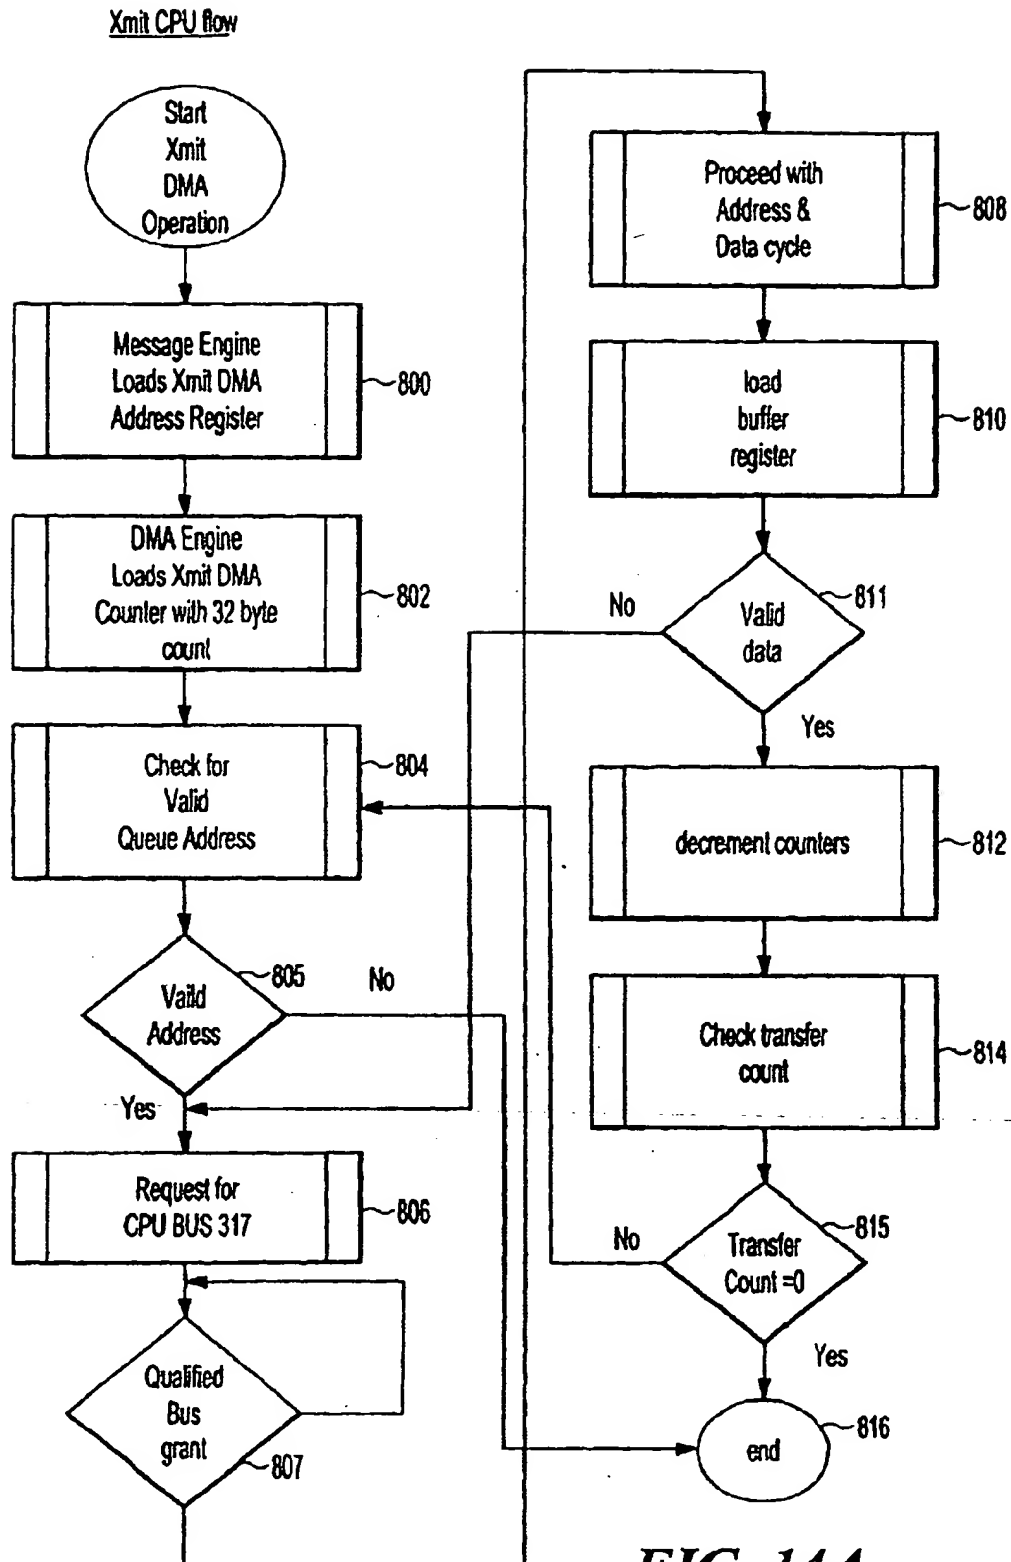 Xmit CPU flow
Start
Xmit
DMA
Operation
Message Engine
Loads Xmit DMA
Address Register
800
DMA Engine
Loads Xmit DMA
Counter with 32 byte
count
802
Check for
Valid
Queue Address
804
Vaild
Address
805
No
Yes
Request for
CPU BUS 317
806
Qualified
Bus
grant
807
Proceed with
Address &
Data cycle
808
load
buffer
register
810
Valid
data
811
No
Yes
decrement counters
812
Check transfer
count
814
Transfer
Count =0
815
No
Yes
end
816
FIG. 14A